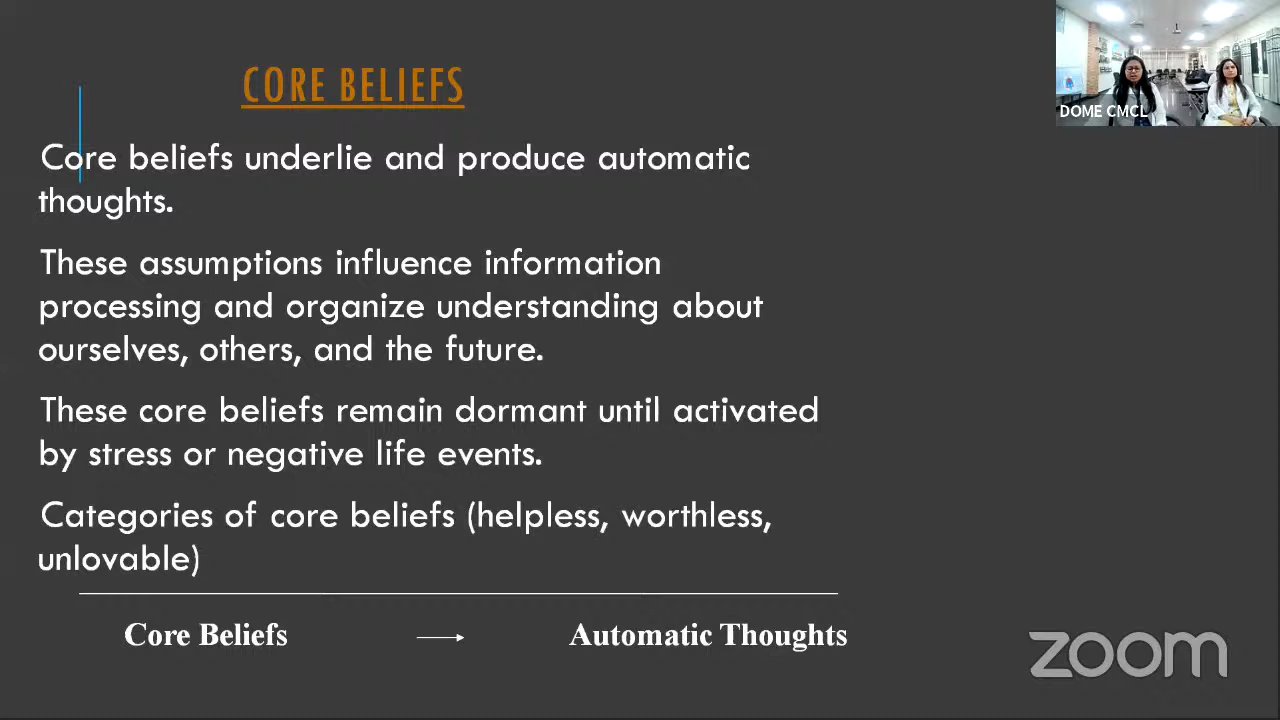 CORE BELIEFS
Core beliefs underlie and produce automatic
thoughts.
These assumptions influence information
processing and organize understanding about
ourselves, others, and the future.
These core beliefs remain dormant until activated
by stress or negative life events.
Categories of core beliefs (helpless, worthless,
unlovable)
Core Beliefs → Automatic Thoughts
DOME CMCL
zoom